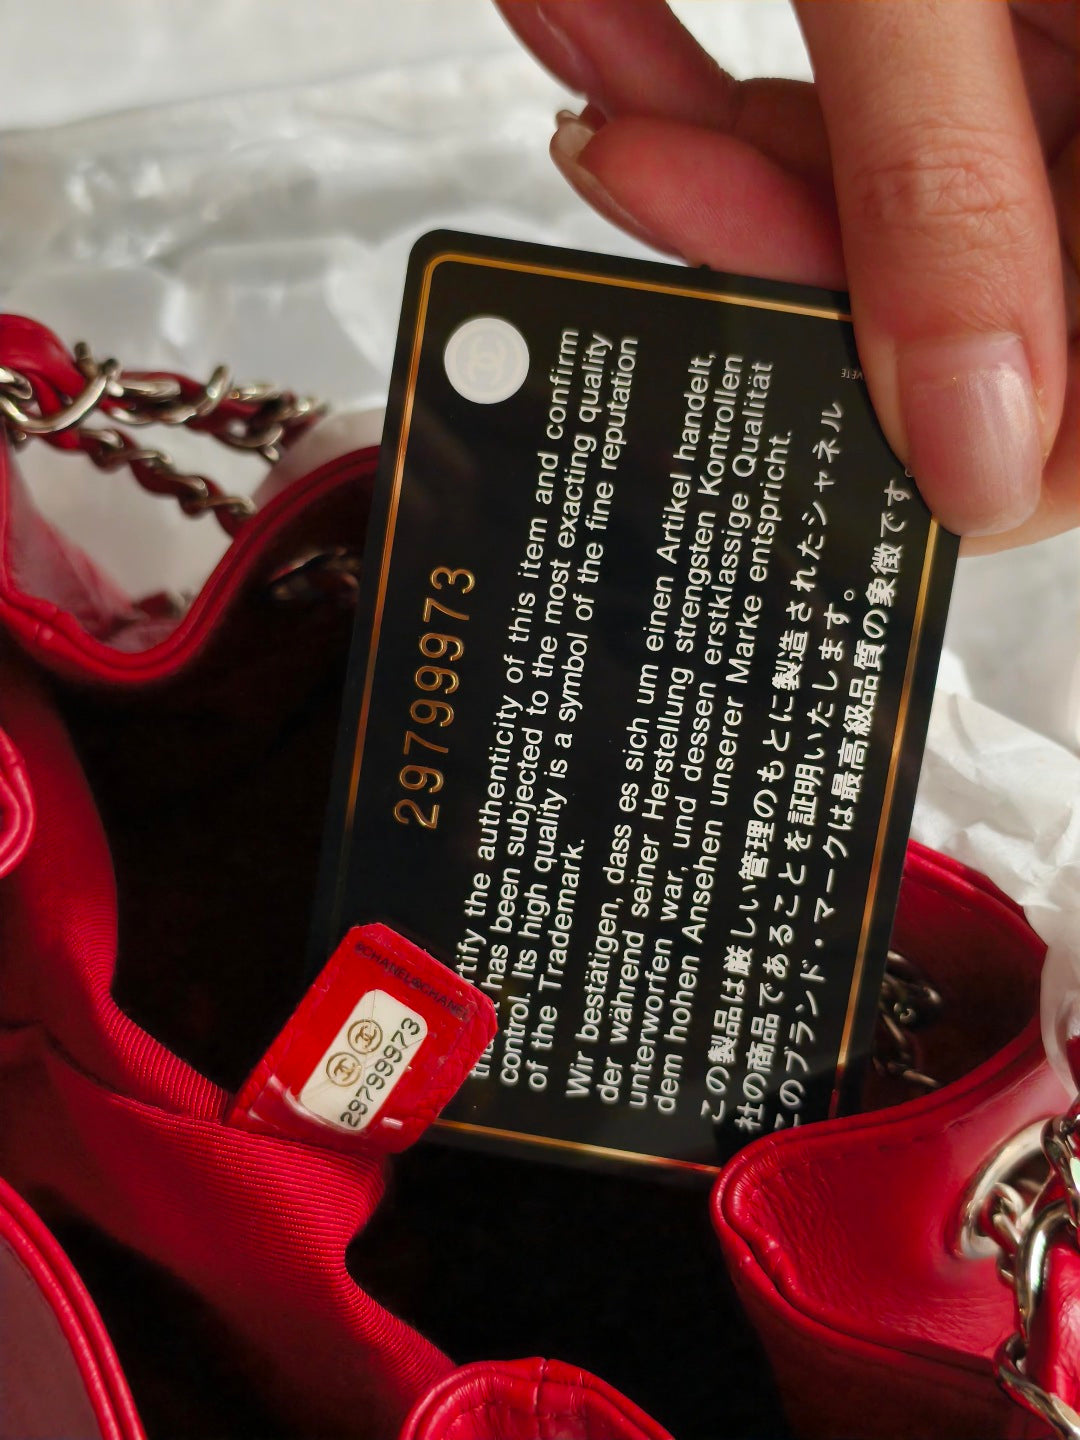 29799973
tify the authenticity of this item and confirm
has been subjected to the most exacting quality
control. Its high quality is a symbol of the fine reputation
of the Trademark.
Wir bestätigen, dass es sich um einen Artikel handelt,
der während seiner Herstellung strengsten Kontrollen
unterworfen war, und dessen erstklassige Qualität
dem hohen Ansehen unserer Marke entspricht.
この製品は厳しい管理のもとに製造されたシャネル
社の商品であることを証明いたします。
このブランド・マークは最高級品質の象徴です
©CHANEL©CHANE
29799973